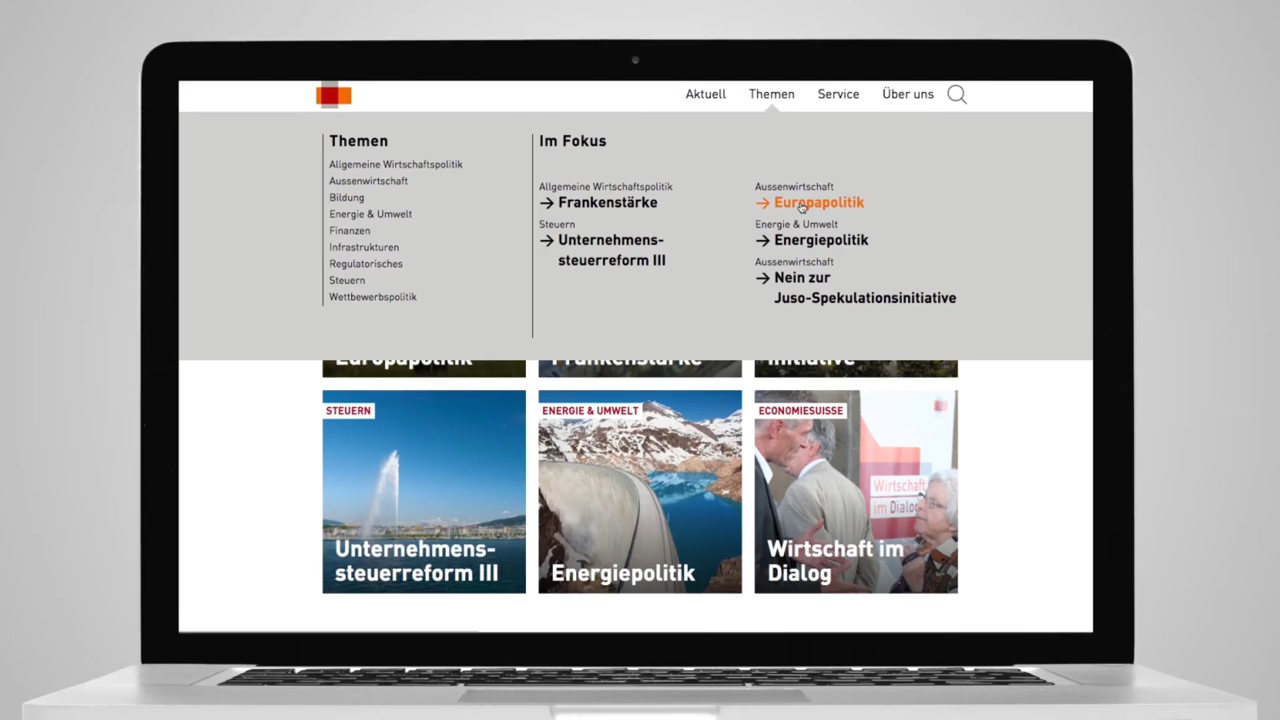 Aktuell Themen Service Über uns
Themen
Allgemeine Wirtschaftspolitik
Aussenwirtschaft
Bildung
Energie & Umwelt
Finanzen
Infrastrukturen
Regulatorisches
Steuern
Wettbewerbspolitik
Im Fokus
Allgemeine Wirtschaftspolitik
→ Frankenstärke
Steuern
→ Unternehmens-
steuerreform III
Aussenwirtschaft
→ Europapolitik
Energie & Umwelt
→ Energiepolitik
Aussenwirtschaft
→ Nein zur
Juso-Spekulationsinitiative
Europapolitik
Frankenstärke
Initiative
STEUERN
Unternehmens-
steuerreform III
ENERGIE & UMWELT
Energiepolitik
ECONOMIESUISSE
Wirtschaft
im Dialog
Wirtschaft im
Dialog